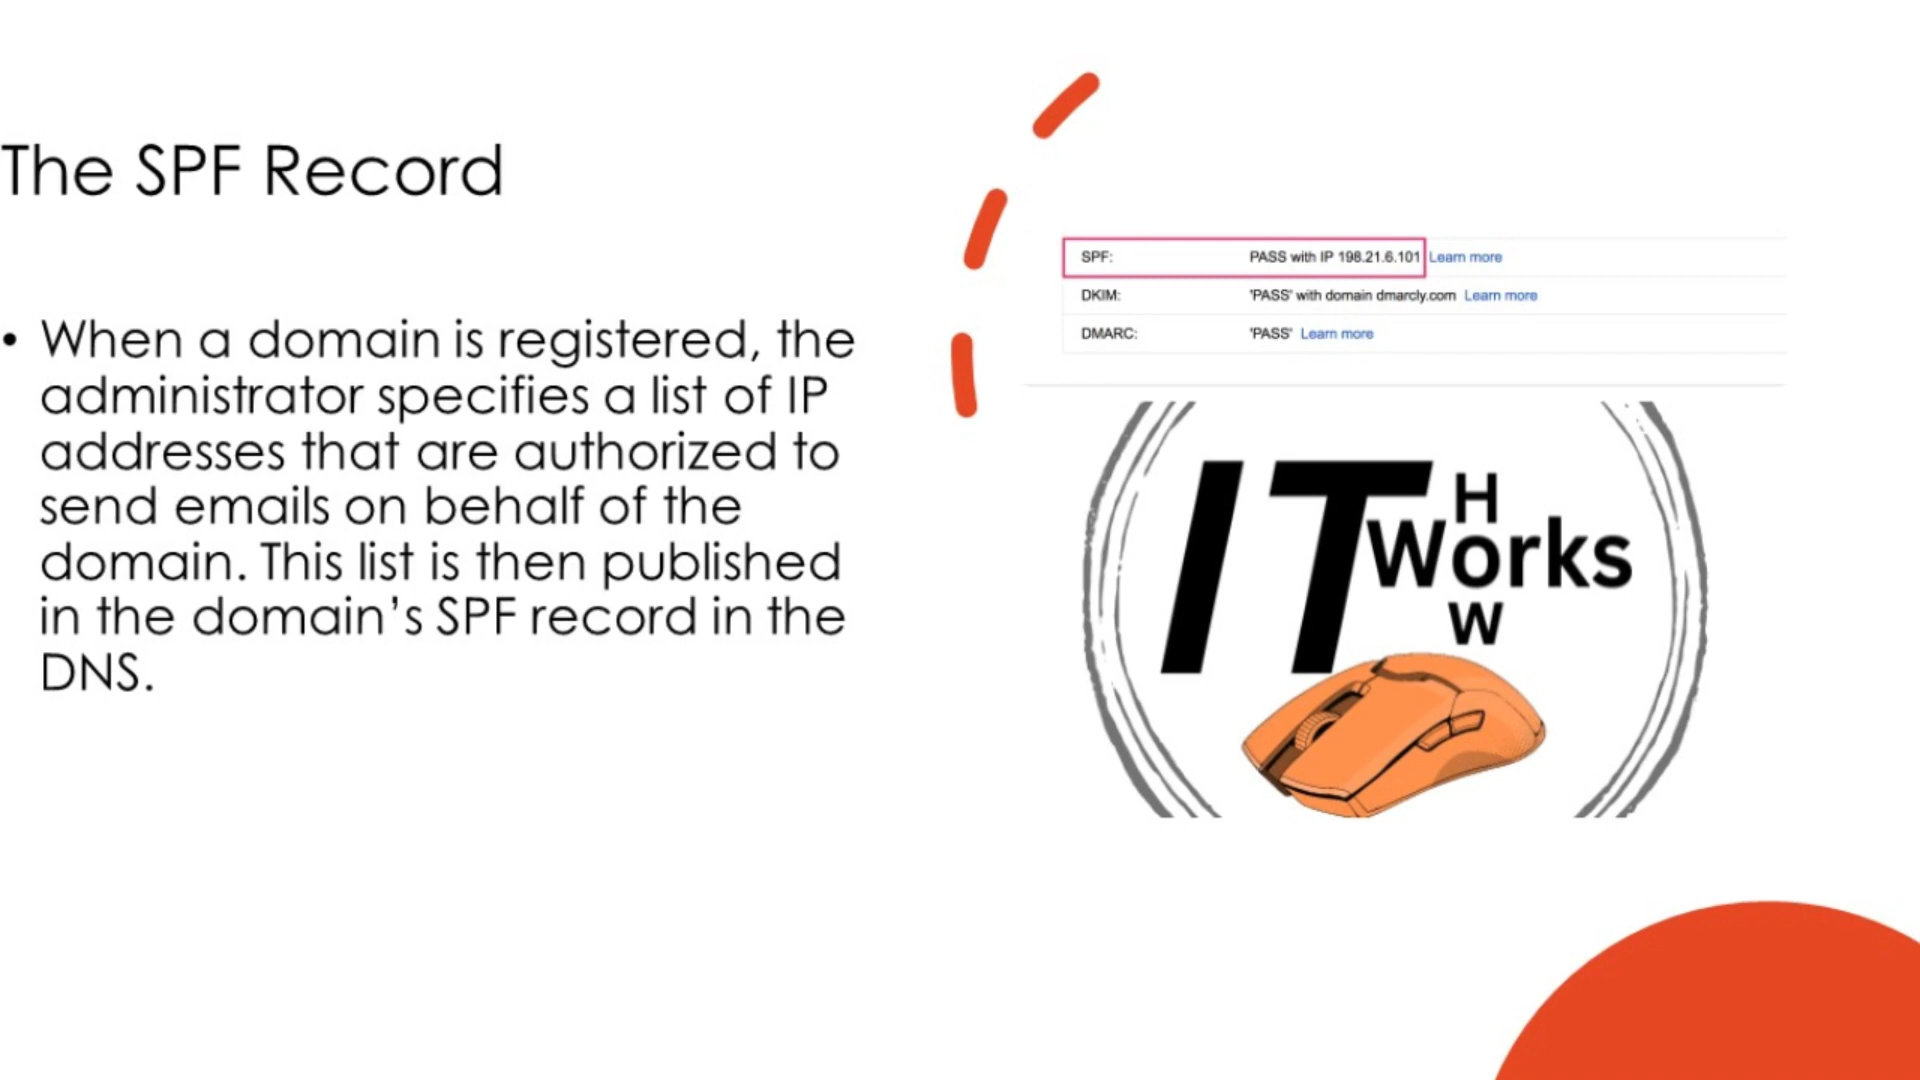 The SPF Record
• When a domain is registered, the
administrator specifies a list of IP
addresses that are authorized to
send emails on behalf of the
domain. This list is then published
in the domain’s SPF record in the
DNS.
SPF: PASS with IP 198.21.6.101 Learn more
DKIM: 'PASS' with domain dmarcly.com Learn more
DMARC: 'PASS' Learn more
H
IT Works
W